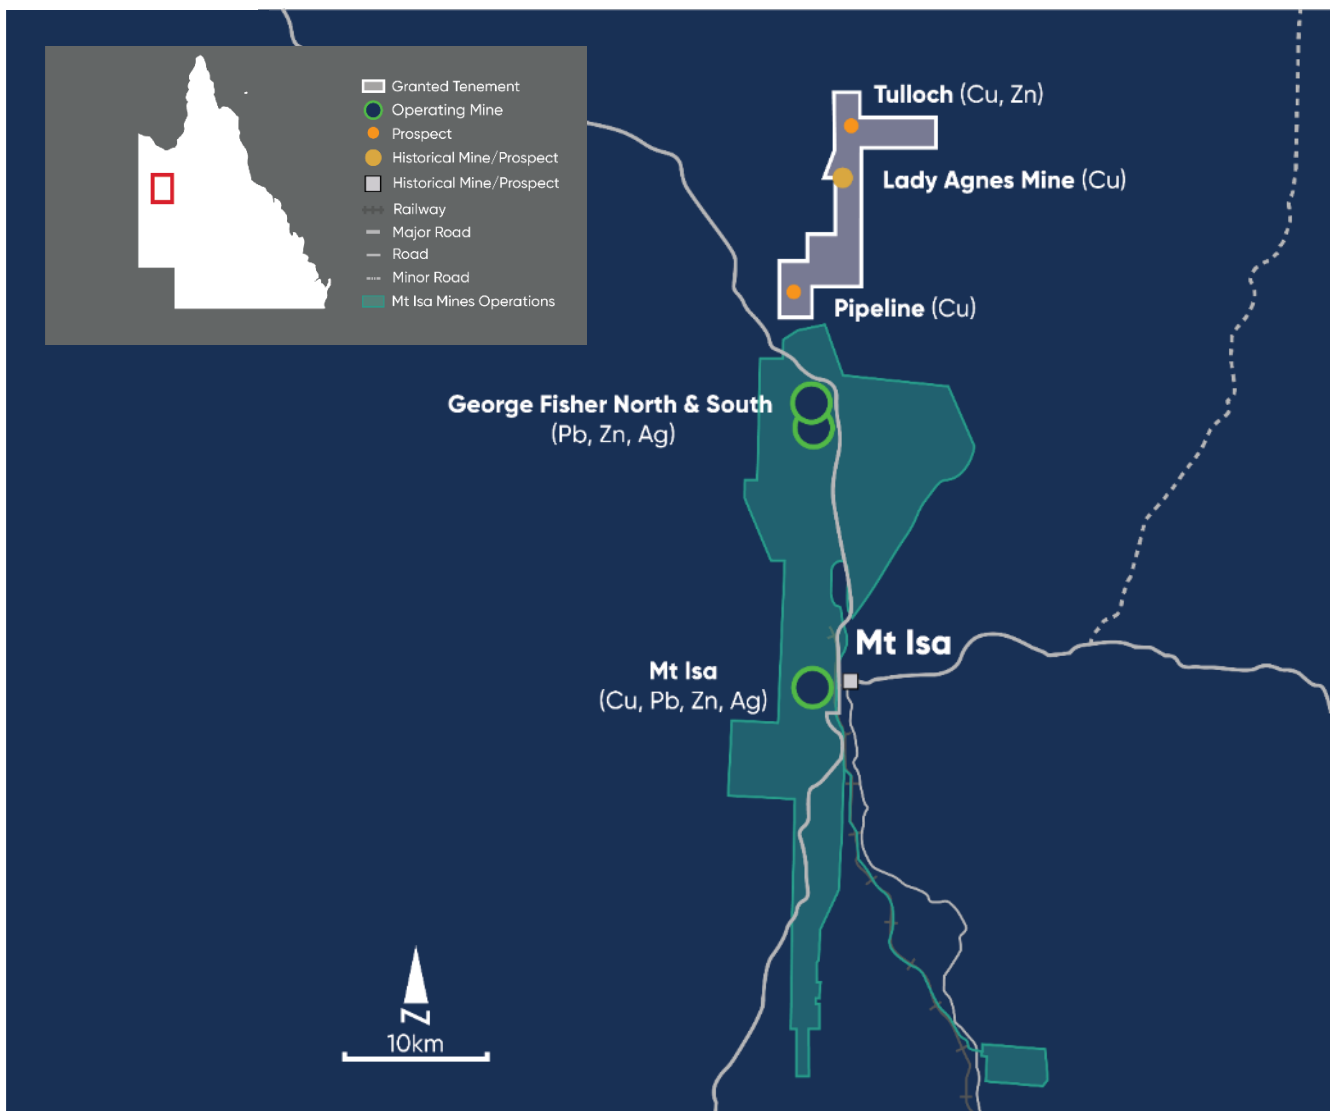 Granted Tenement
Operating Mine
Prospect
Historical Mine/Prospect
Historical Mine/Prospect
Railway
Major Road
Road
Minor Road
Mt Isa Mines Operations
Tulloch (Cu, Zn)
Lady Agnes Mine (Cu)
Pipeline (Cu)
George Fisher North & South
(Pb, Zn, Ag)
Mt Isa
Mt Isa
(Cu, Pb, Zn, Ag)
N
10km